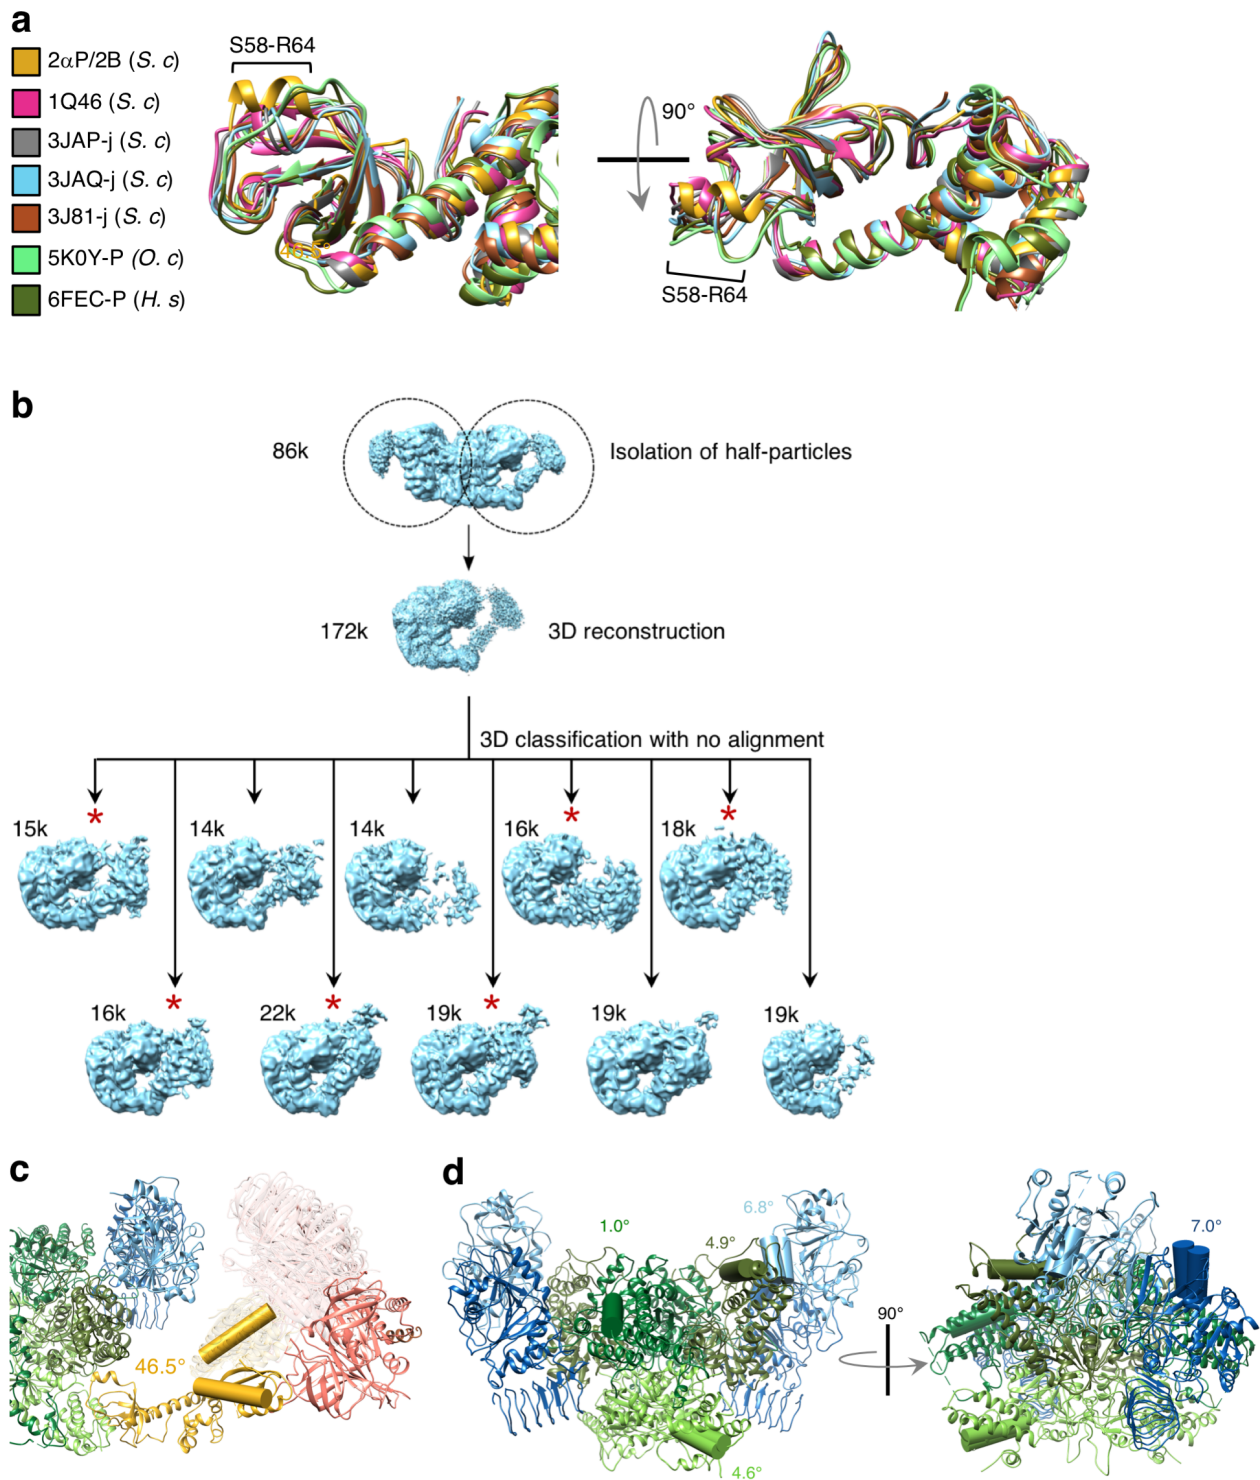 a
S58-R64
2αP/2B (S. c)
1Q46 (S. c)
3JAP-j (S. c)
3JAQ-j (S. c)
3J81-j (S. c)
5K0Y-P (O. c)
6FEC-P (H. s)
46.5°
90°
S58-R64
b
86k
Isolation of half-particles
172k
3D reconstruction
3D classification with no alignment
* * *
15k 14k 14k 16k 18k
* * *
16k 22k 19k 19k 19k
c
46.5°
d
1.0°
4.9°
6.8°
4.6°
90°
7.0°